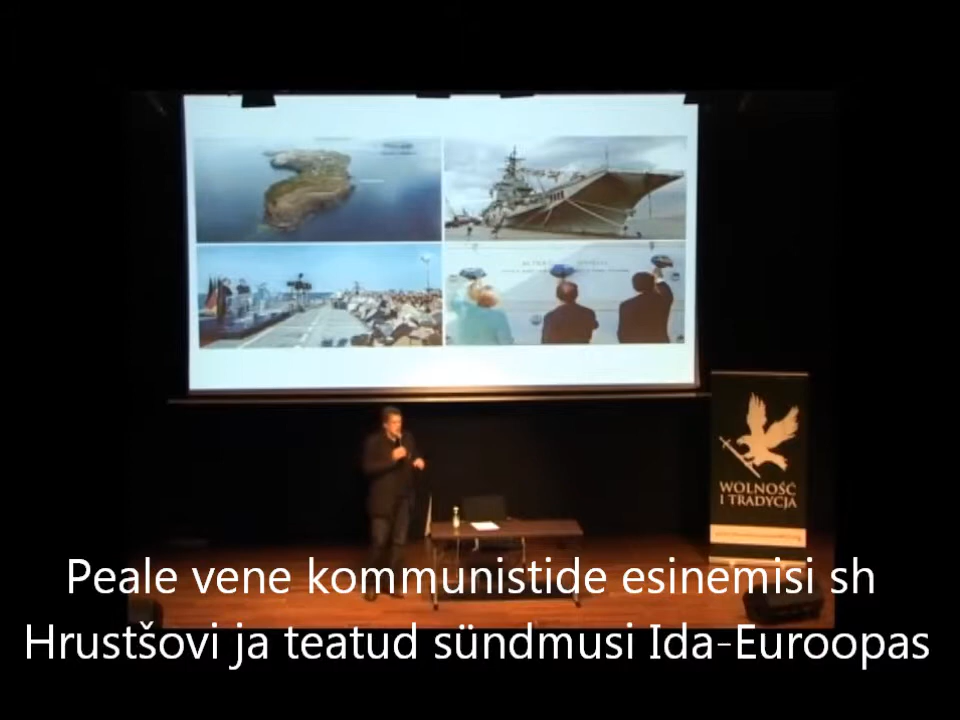 WOLNOŚĆ
I TRADYCJA
Peale vene kommunistide esinemisi sh
Hrustšovi ja teatud sündmusi Ida-Euroopas